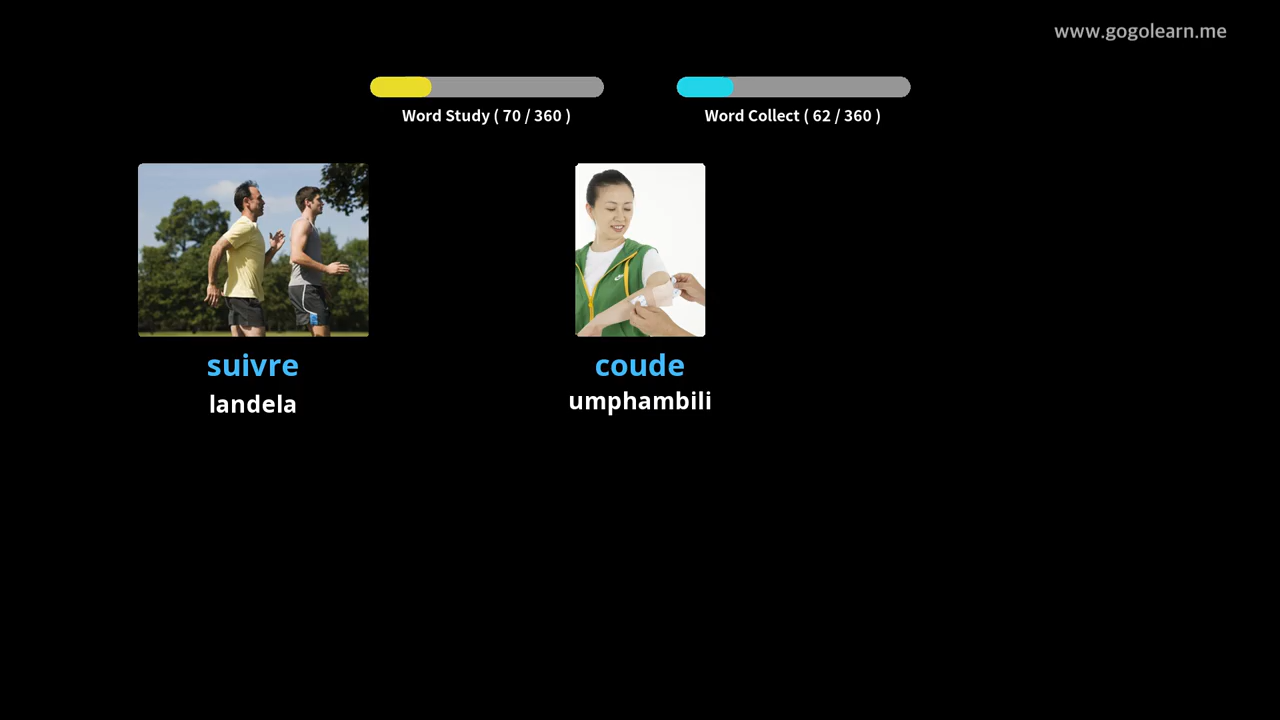 www.gogolearn.me
Word Study ( 70 / 360 )
Word Collect ( 62 / 360 )
suivre
landela
coude
umphambili